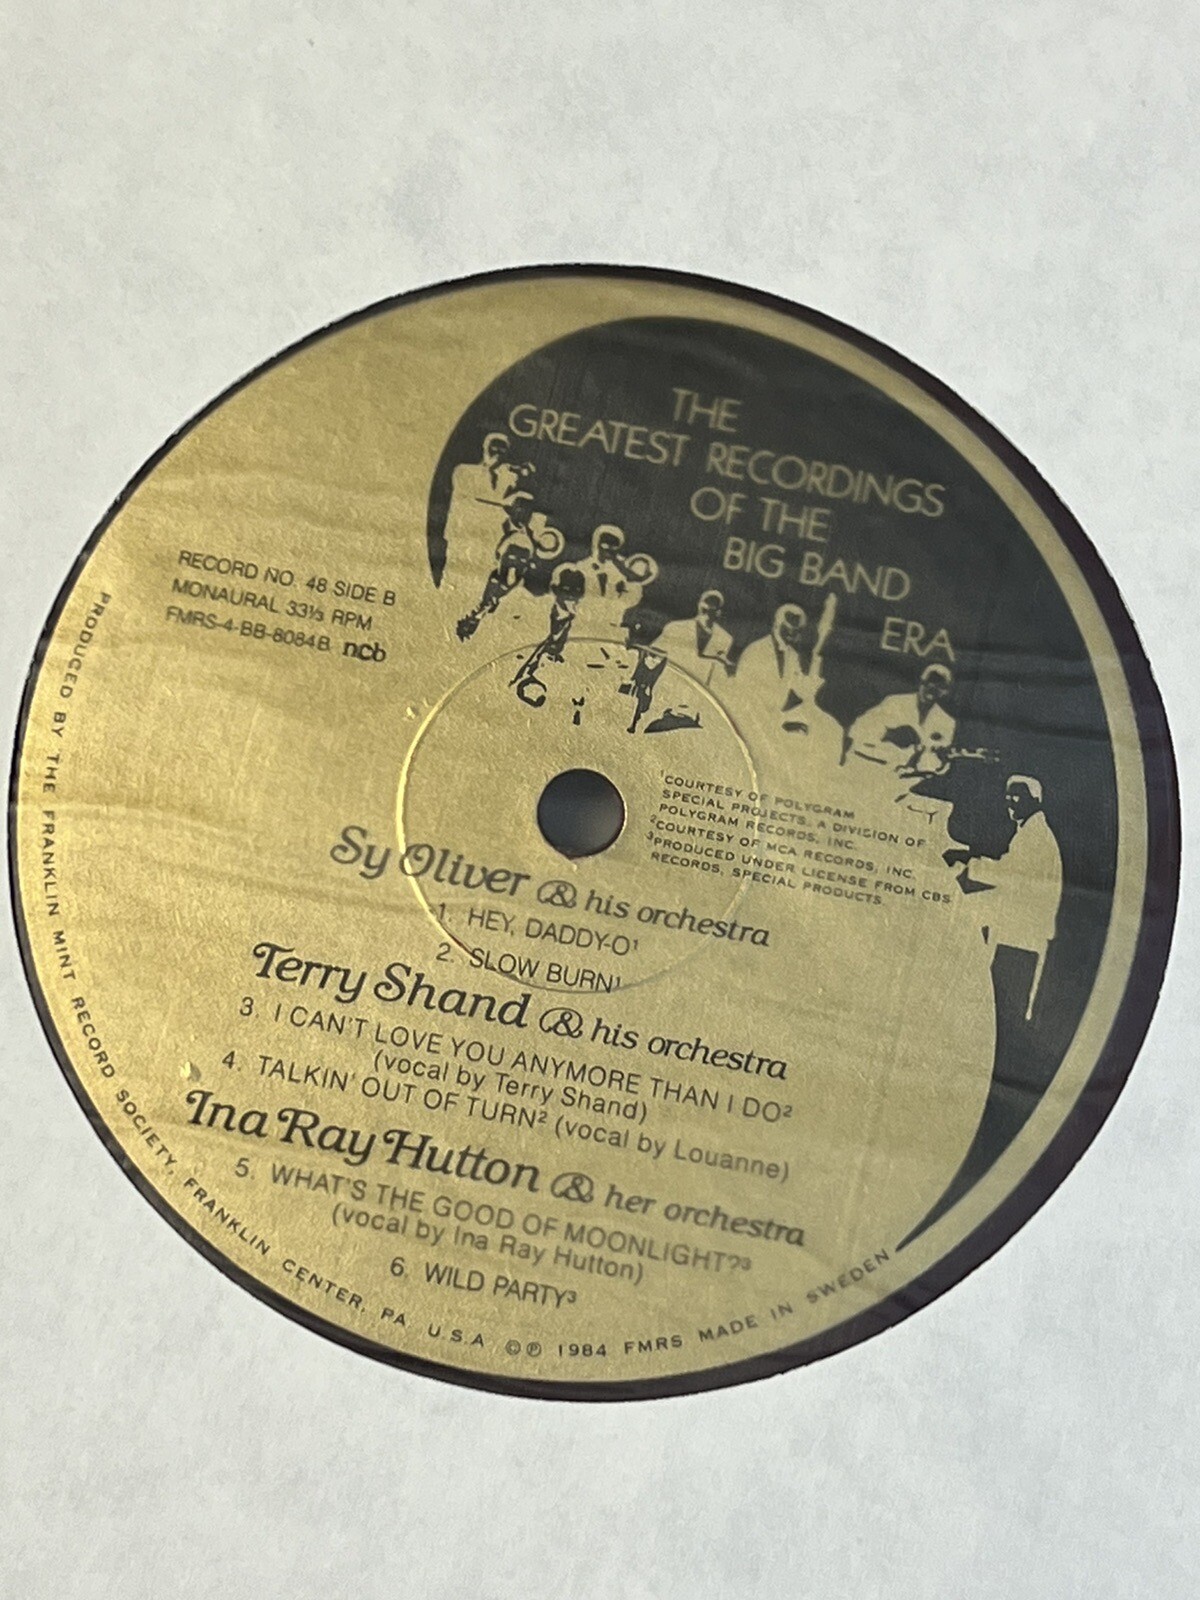 THE
GREATEST RECORDINGS
OF THE
BIG BAND
ERA
RECORD NO. 48 SIDE B
MONAURAL 33⅓ RPM
FMRS-4-BB-8084B ncb
¹COURTESY OF POLYGRAM
SPECIAL PROJECTS, A DIVISION OF
POLYGRAM RECORDS, INC.
²COURTESY OF MCA RECORDS, INC.
³PRODUCED UNDER LICENSE FROM CBS
RECORDS, SPECIAL PRODUCTS.
Sy Oliver & his orchestra
1. HEY, DADDY-O¹
2. SLOW BURN¹
Terry Shand & his orchestra
3. I CAN'T LOVE YOU ANYMORE THAN I DO²
(vocal by Terry Shand)
4. TALKIN' OUT OF TURN² (vocal by Louanne)
Ina Ray Hutton & her orchestra
5. WHAT'S THE GOOD OF MOONLIGHT?³
(vocal by Ina Ray Hutton)
6. WILD PARTY³
PRODUCED BY THE FRANKLIN MINT RECORD SOCIETY, FRANKLIN CENTER, PA U.S.A ©℗ 1984 FMRS MADE IN SWEDEN